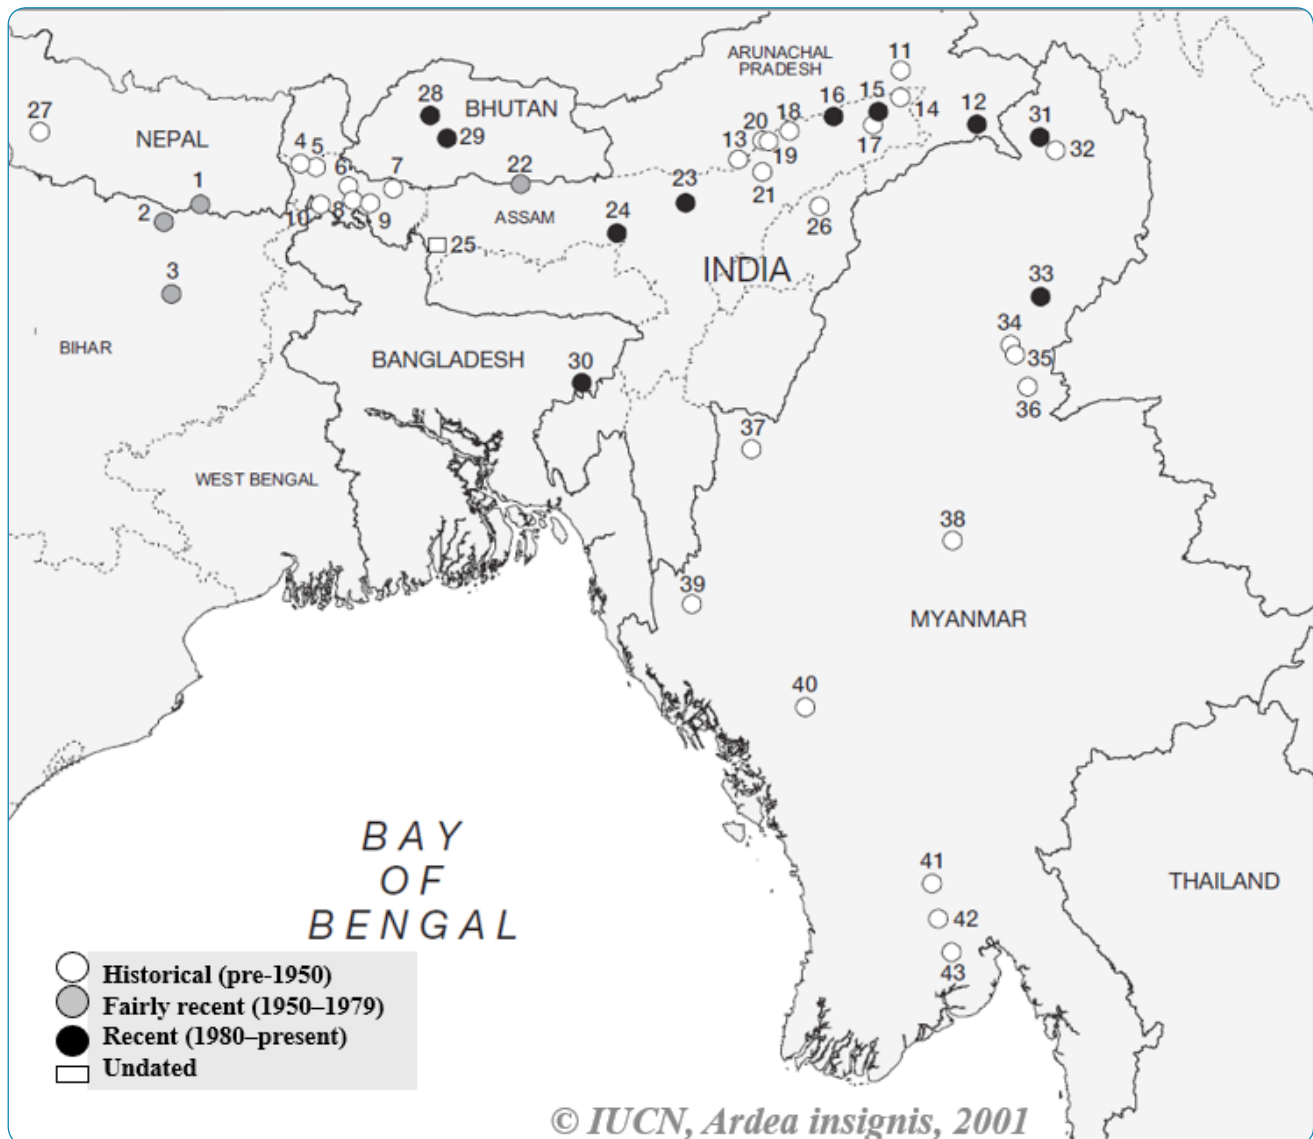 ARUNACHAL
PRADESH
11
27
28
BHUTAN
16
15
14
12
31
NEPAL
29
20
18
13
19
17
32
4
5
6
7
22
21
1
23
2
10
8
9
ASSAM
24
26
25
INDIA
3
33
34
BIHAR
BANGLADESH
30
35
36
37
WEST BENGAL
38
39
MYANMAR
40
BAY
OF
BENGAL
41
THAILAND
42
43
Historical (pre-1950)
Fairly recent (1950–1979)
Recent (1980–present)
Undated
© IUCN, Ardea insignis, 2001